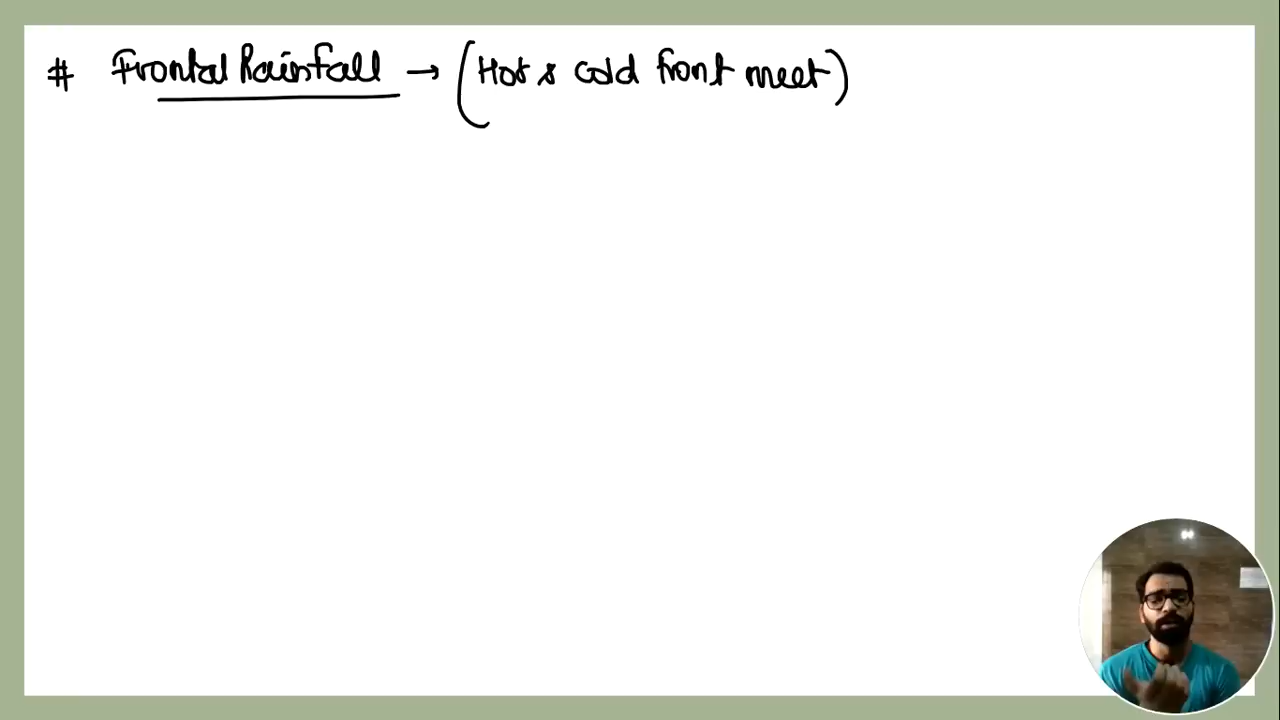 # Frontal Rainfall → (Hot & cold front meet)